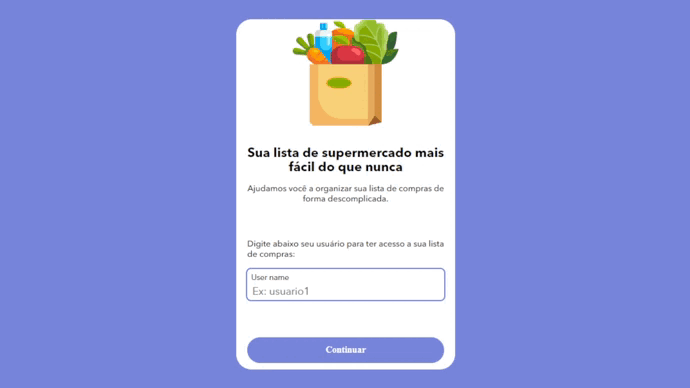 Sua lista de supermercado mais
fácil do que nunca
Ajudamos você a organizar sua lista de compras de
forma descomplicada.
Digite abaixo seu usuário para ter acesso a sua lista
de compras:
User name
Ex: usuario1
Continuar